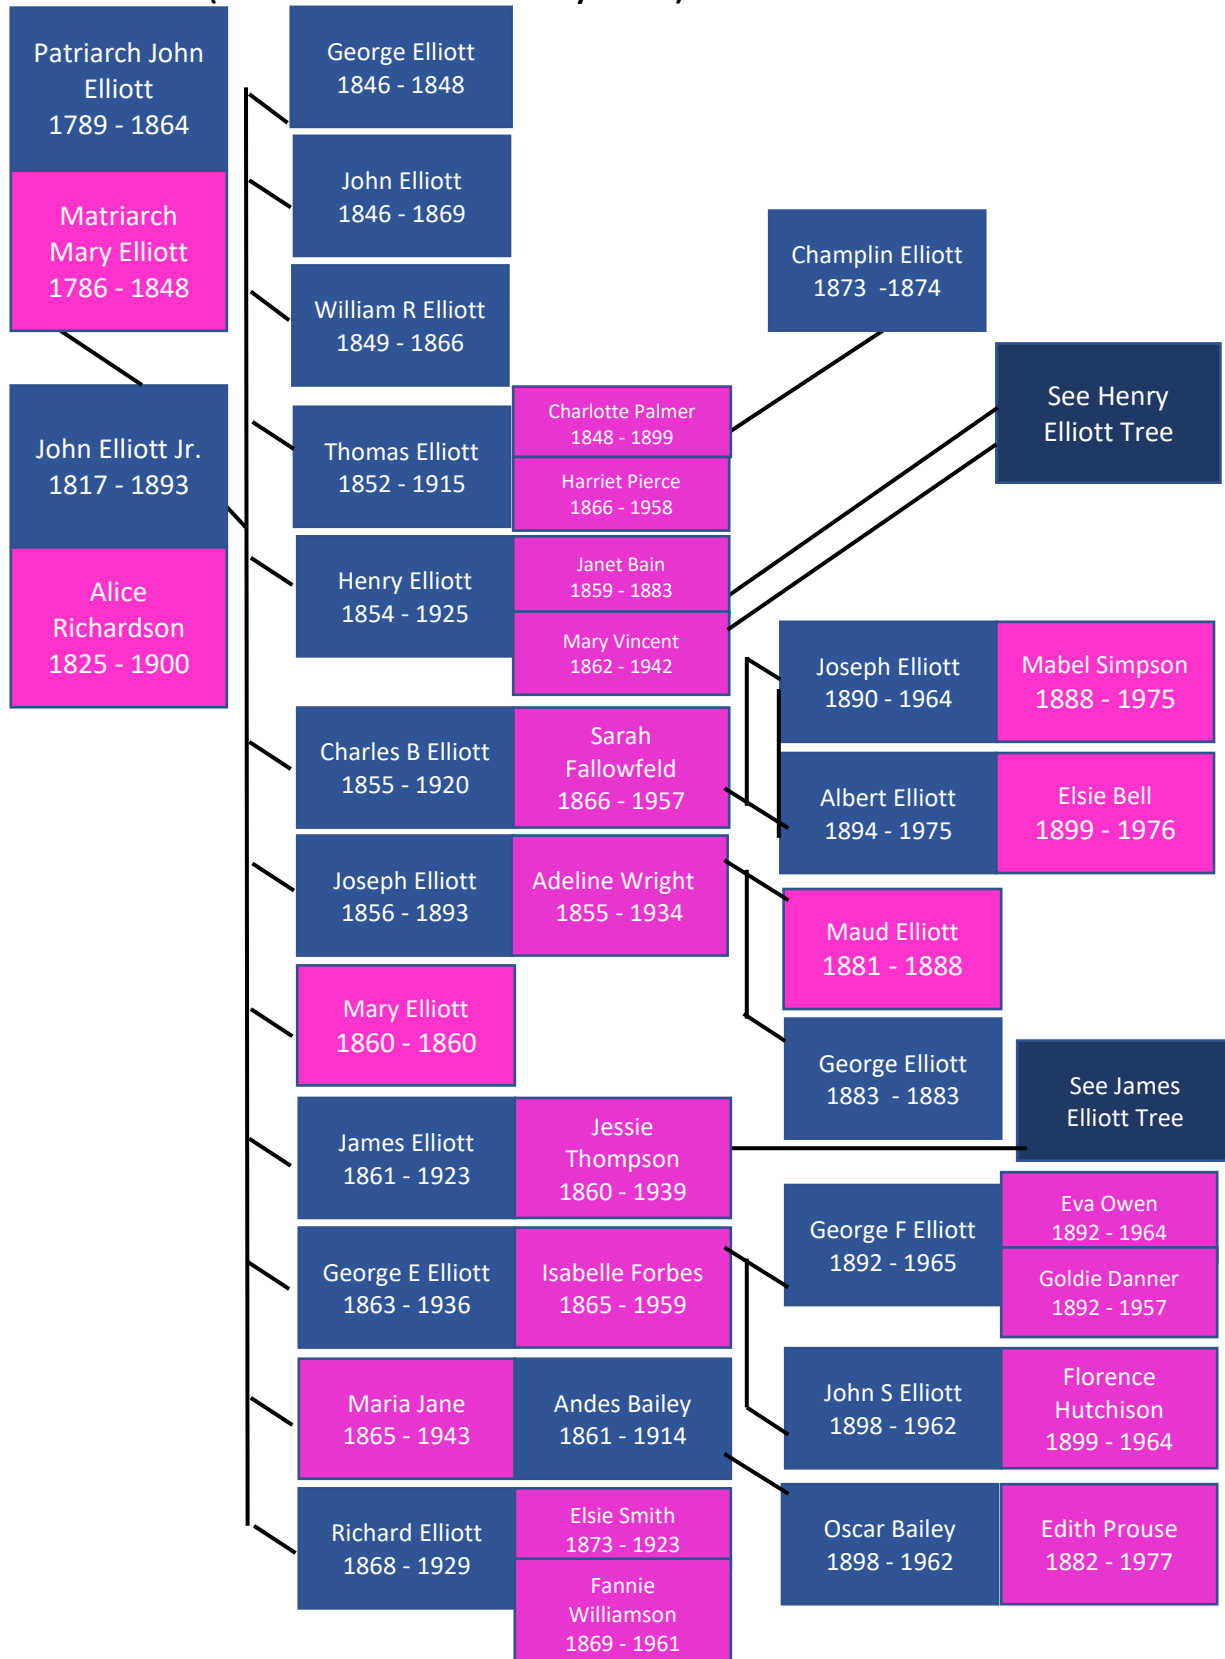 Patriarch John
Elliott
1789 - 1864
Matriarch
Mary Elliott
1786 - 1848
John Elliott Jr.
1817 - 1893
Alice
Richardson
1825 - 1900
George Elliott
1846 - 1848
John Elliott
1846 - 1869
William R Elliott
1849 - 1866
Thomas Elliott
1852 - 1915
Charlotte Palmer
1848 - 1899
Harriet Pierce
1866 - 1958
Champlin Elliott
1873 -1874
Henry Elliott
1854 - 1925
Janet Bain
1859 - 1883
Mary Vincent
1862 - 1942
See Henry
Elliott Tree
Charles B Elliott
1855 - 1920
Sarah
Fallowfeld
1866 - 1957
Joseph Elliott
1890 - 1964
Mabel Simpson
1888 - 1975
Albert Elliott
1894 - 1975
Elsie Bell
1899 - 1976
Joseph Elliott
1856 - 1893
Adeline Wright
1855 - 1934
Maud Elliott
1881 - 1888
George Elliott
1883 - 1883
Mary Elliott
1860 - 1860
James Elliott
1861 - 1923
Jessie
Thompson
1860 - 1939
See James
Elliott Tree
George E Elliott
1863 - 1936
Isabelle Forbes
1865 - 1959
George F Elliott
1892 - 1965
Eva Owen
1892 - 1964
Goldie Danner
1892 - 1957
John S Elliott
1898 - 1962
Florence
Hutchison
1899 - 1964
Maria Jane
1865 - 1943
Andes Bailey
1861 - 1914
Oscar Bailey
1898 - 1962
Edith Prouse
1882 - 1977
Richard Elliott
1868 - 1929
Elsie Smith
1873 - 1923
Fannie
Williamson
1869 - 1961